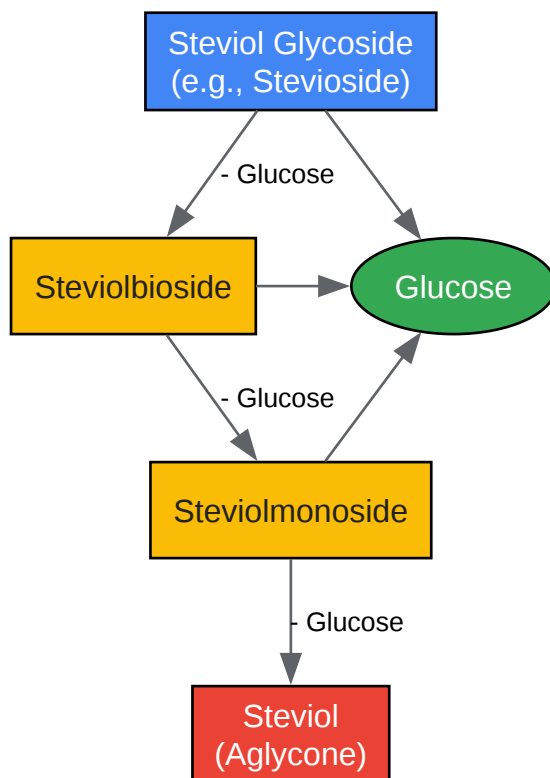 Steviol Glycoside
(e.g., Stevioside)
- Glucose
Steviolbioside
Glucose
- Glucose
Steviolmonoside
- Glucose
Steviol
(Aglycone)